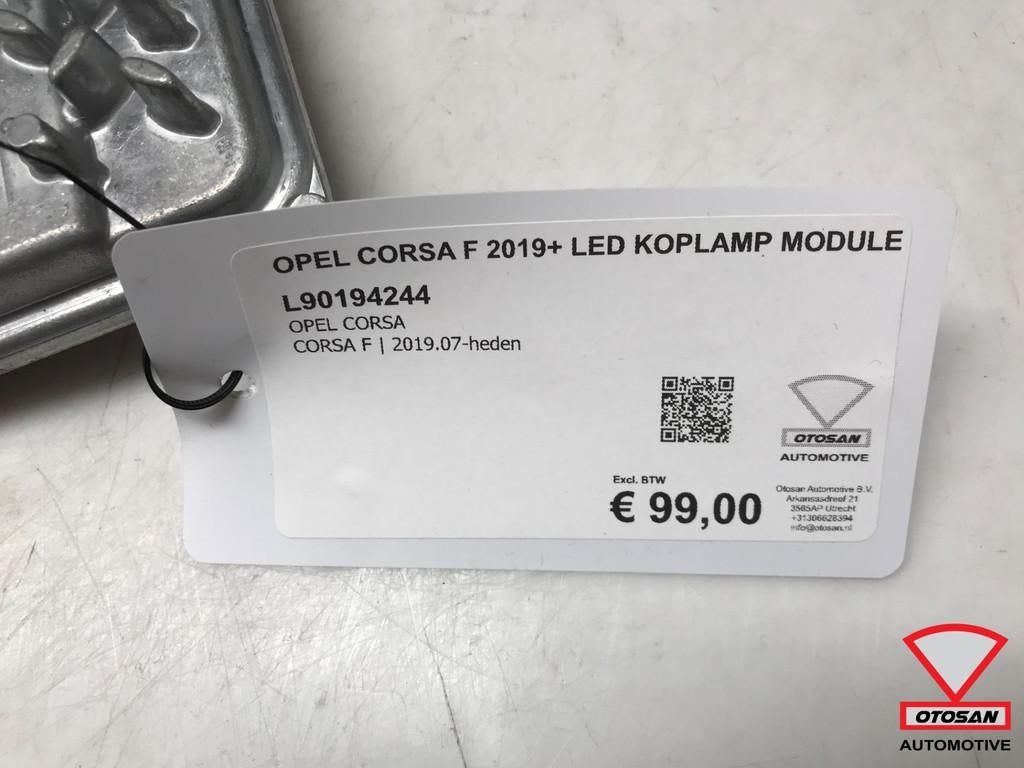 OPEL CORSA F 2019+ LED KOPLAMP MODULE
L90194244
OPEL CORSA
CORSA F | 2019.07-heden
OTOSAN
AUTOMOTIVE
Excl. BTW
€ 99,00
Otosan Automotive B.V.
Arkansasdreef 21
3565AP Utrecht
+31306628394
info@otosan.nl
OTOSAN
AUTOMOTIVE